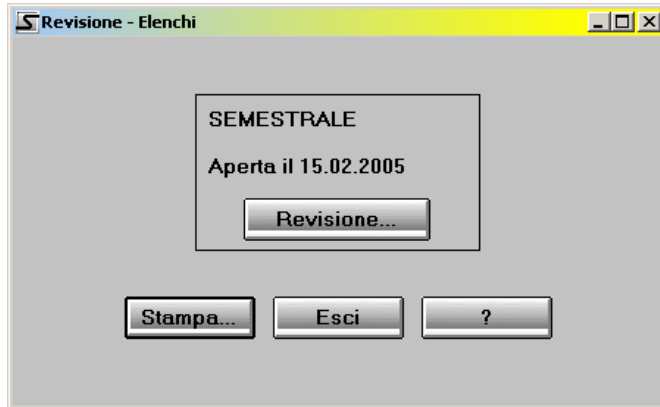 Revisione - Elenchi
SEMESTRALE
Aperta il 15.02.2005
Revisione...
Stampa... Esci ?